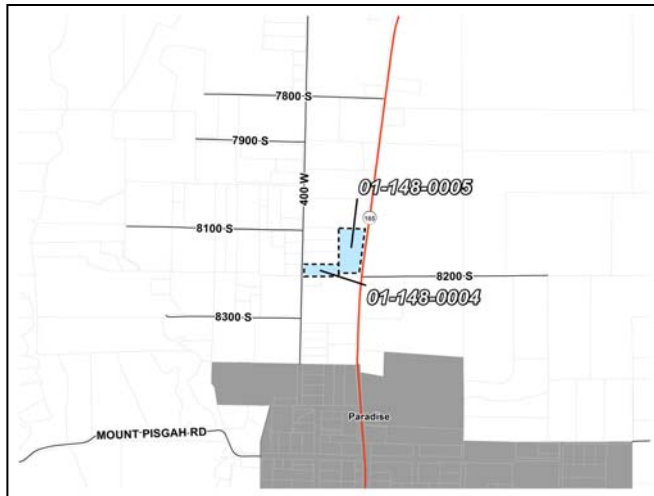 7800 S
7900 S
400 W
01-148-0005
165
8100 S
8200 S
01-148-0004
8300 S
Paradise
MOUNT PISGAH RD